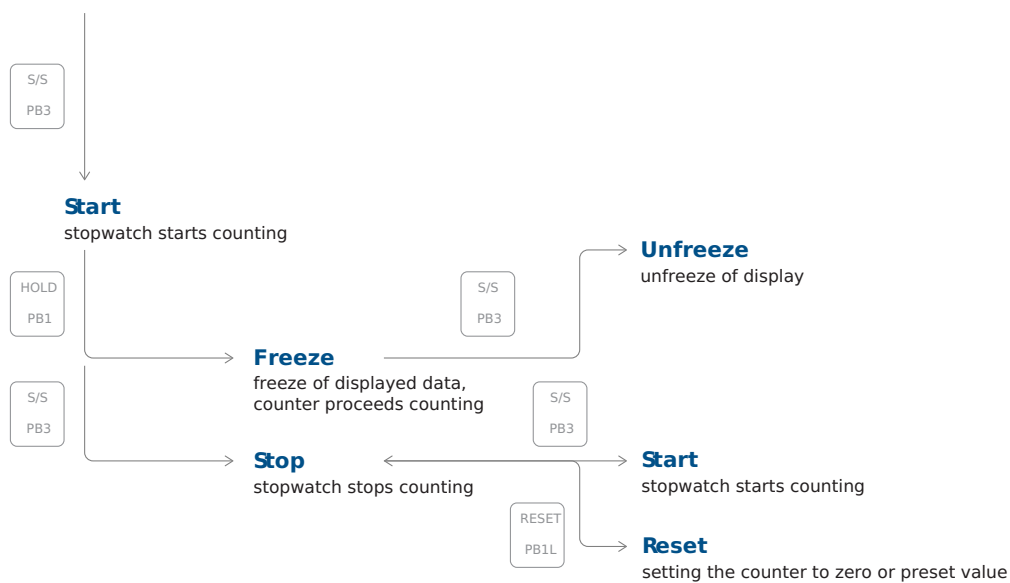 S/S
PB3
Start
stopwatch starts counting
HOLD
PB1
S/S
PB3
Unfreeze
unfreeze of display
Freeze
freeze of displayed data,
counter proceeds counting
S/S
PB3
S/S
PB3
Stop
stopwatch stops counting
Start
stopwatch starts counting
RESET
PB1L
Reset
setting the counter to zero or preset value